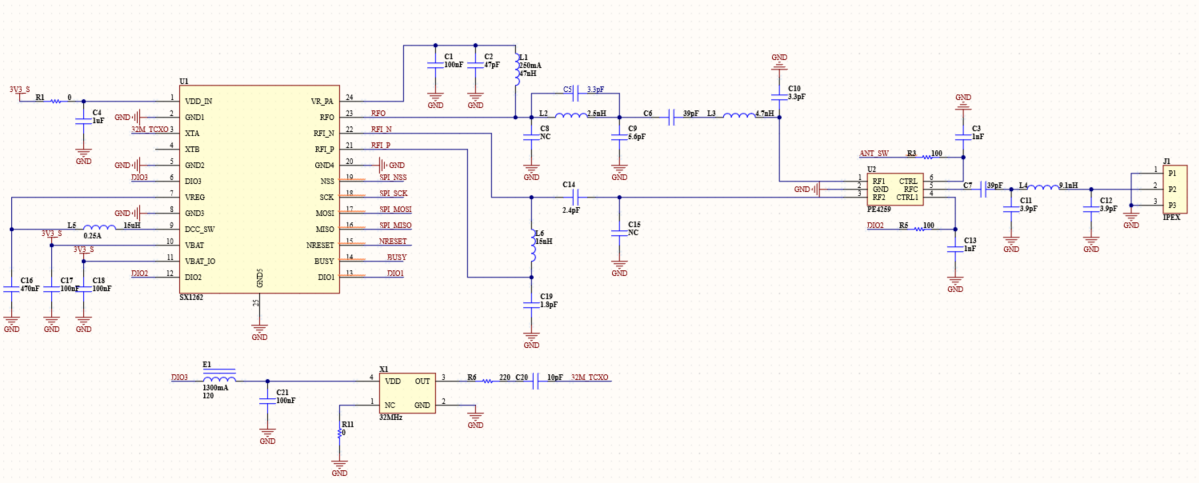 U1
3V3_S
R1 0
C4
1uF
GND
VDD_IN
GND1
XTA
XTB
GND2
DIO3
VREG
GND3
DCC_SW
VBAT
VBAT_IO
DIO2
1
2
3
4
5
6
7
8
9
10
11
12
GND
32M_TCXO
GND
DIO3
GND
L5 15nH
0.25A
3V3_S
3V3_S
DIO2
C16
470nF
C17
100nF
C18
100nF
GND
GND
GND
VR_PA
RFO
RFI_N
RFI_P
GND4
NSS
SCK
MOSI
MISO
NRESET
BUSY
DIO1
24
23
22
21
20
19
18
17
16
15
14
13
GND5
25
SX1262
GND
RFO
RFI_N
RFI_P
GND
SPI_NSS
SPI_SCK
SPI_MOSI
SPI_MISO
NRESET
BUSY
DIO1
C1
100nF
GND
C2
47pF
GND
L1
250mA
47nH
C5 3.3pF
L2 2.5nH
C8
NC
GND
C9
5.6pF
GND
C6 39pF
L3 4.7nH
GND
C10
3.3pF
C14
2.4pF
L6
15nH
C15
NC
GND
C19
1.8pF
GND
GND
C3
1nF
ANT_SW R3 100
U2
GND
1 RF1 CTRL 6
2 GND RFC 5
3 RF2 CTRL1 4
PE4259
DIO2 R5 100
C13
1nF
GND
C7 39pF
L4 9.1nH
C11
3.9pF
GND
C12
3.9pF
GND
J1
1 P1
2 P2
3 P3
IPEX
GND
E1
DIO3
1300mA
120
C21
100nF
GND
X1
4 VDD OUT 3
1 NC GND 2
32MHz
R11
0
GND
GND
R6 220 C20 10pF 32M_TCXO